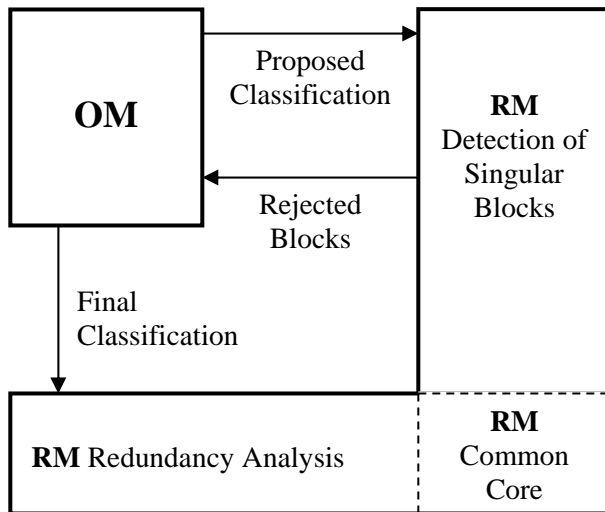 OM
Proposed
Classification
RM
Detection of
Singular
Blocks
Rejected
Blocks
Final
Classification
RM Redundancy Analysis
RM
Common
Core